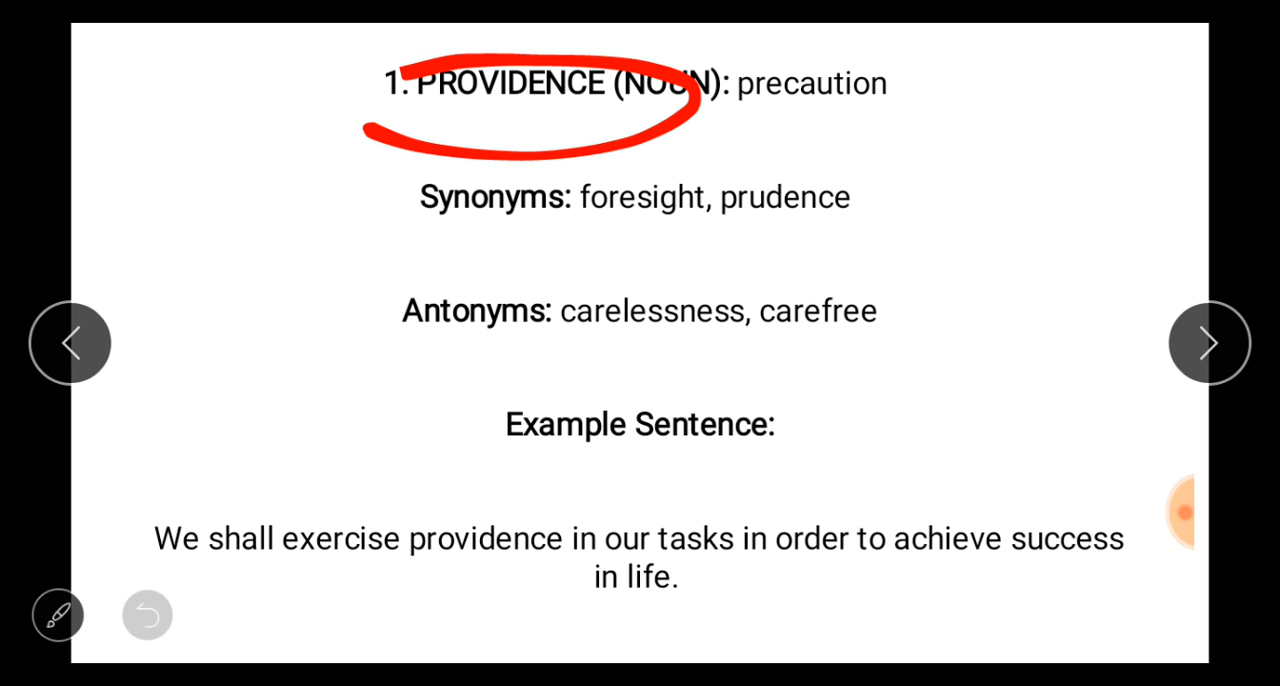 1. PROVIDENCE (NOUN): precaution
Synonyms: foresight, prudence
Antonyms: carelessness, carefree
Example Sentence:
We shall exercise providence in our tasks in order to achieve success
in life.